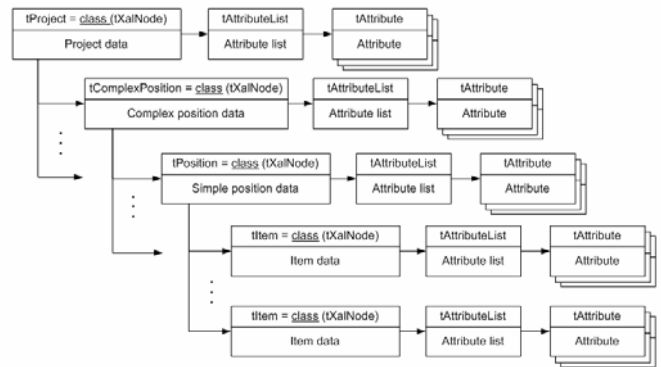 tProject = class (tXalNode) tAttributeList tAttribute
Project data Attribute list Attribute
tComplexPosition = class (tXalNode) tAttributeList tAttribute
Complex position data Attribute list Attribute
tPosition = class (tXalNode) tAttributeList tAttribute
Simple position data Attribute list Attribute
tItem = class (tXalNode) tAttributeList tAttribute
Item data Attribute list Attribute
tItem = class (tXalNode) tAttributeList tAttribute
Item data Attribute list Attribute